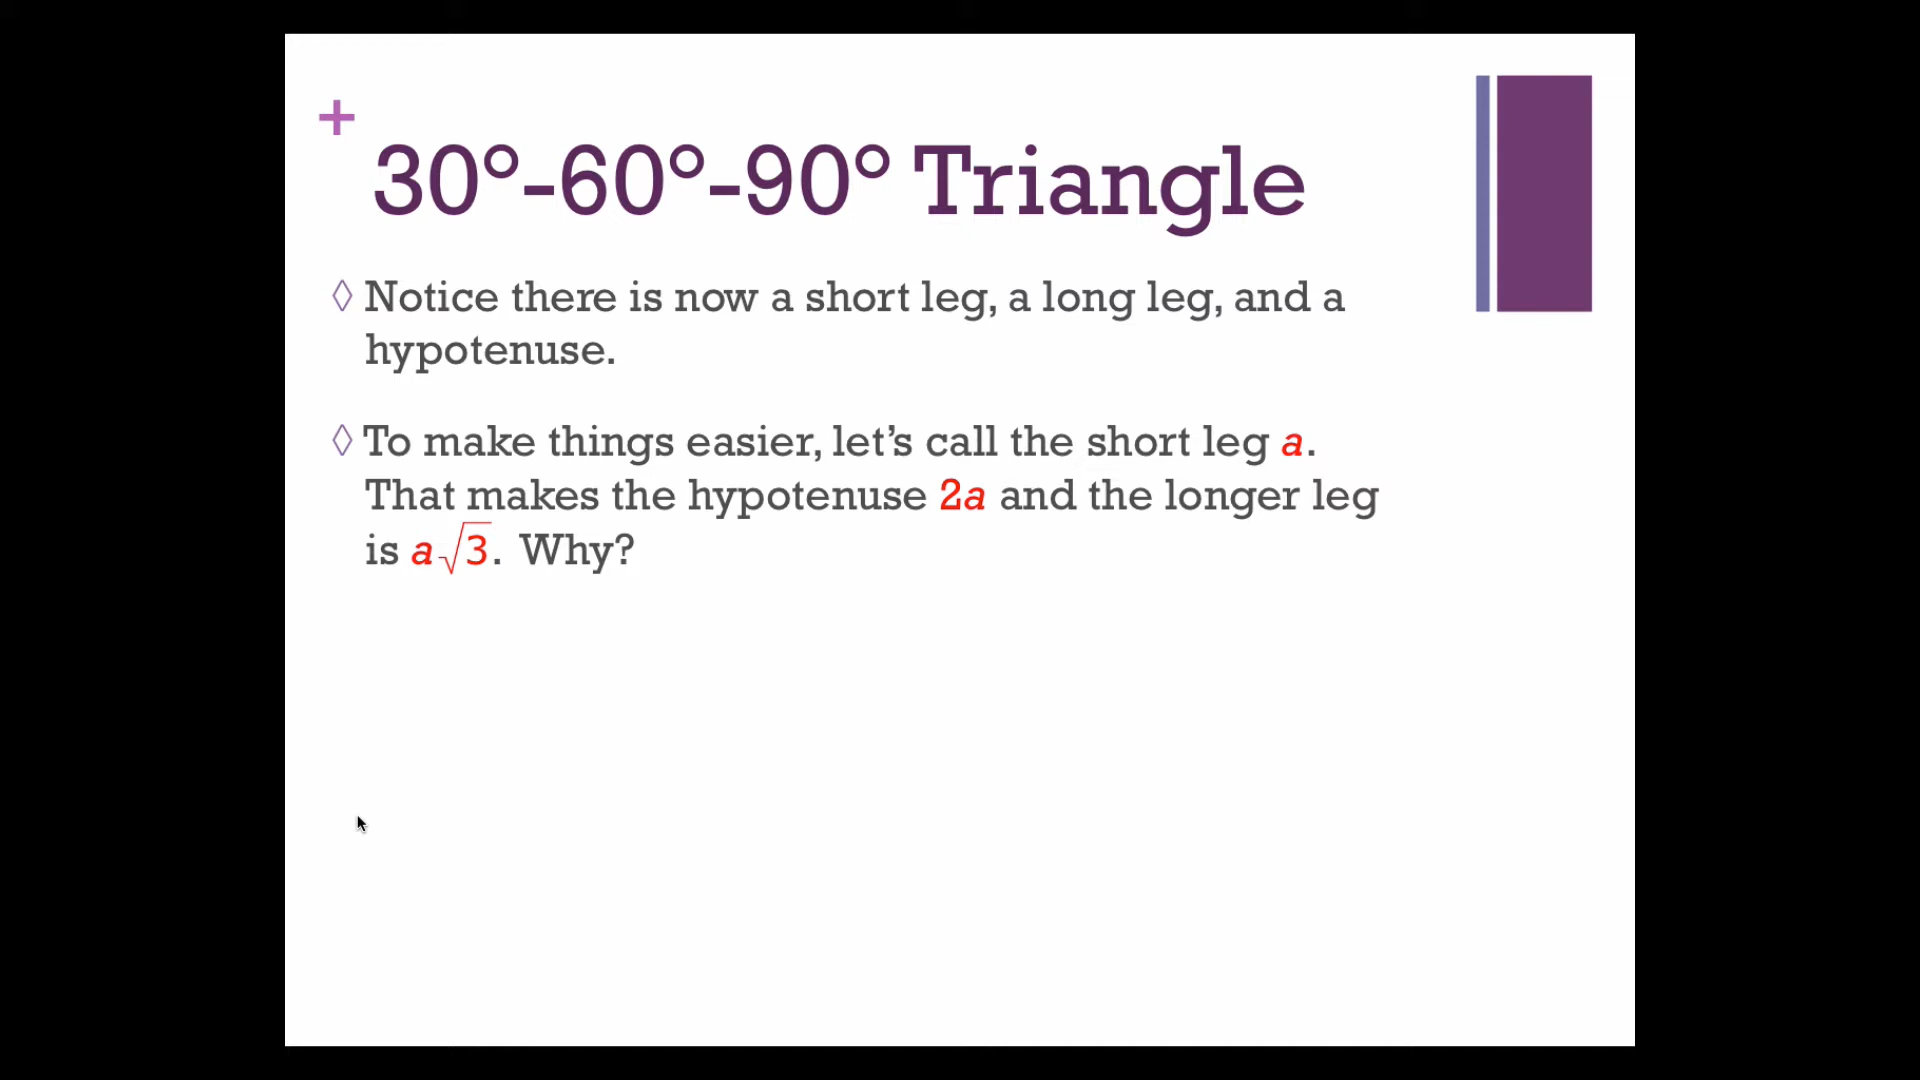 +
30°-60°-90° Triangle
◊ Notice there is now a short leg, a long leg, and a
hypotenuse.
◊ To make things easier, let’s call the short leg a.
That makes the hypotenuse 2a and the longer leg
is a√3. Why?